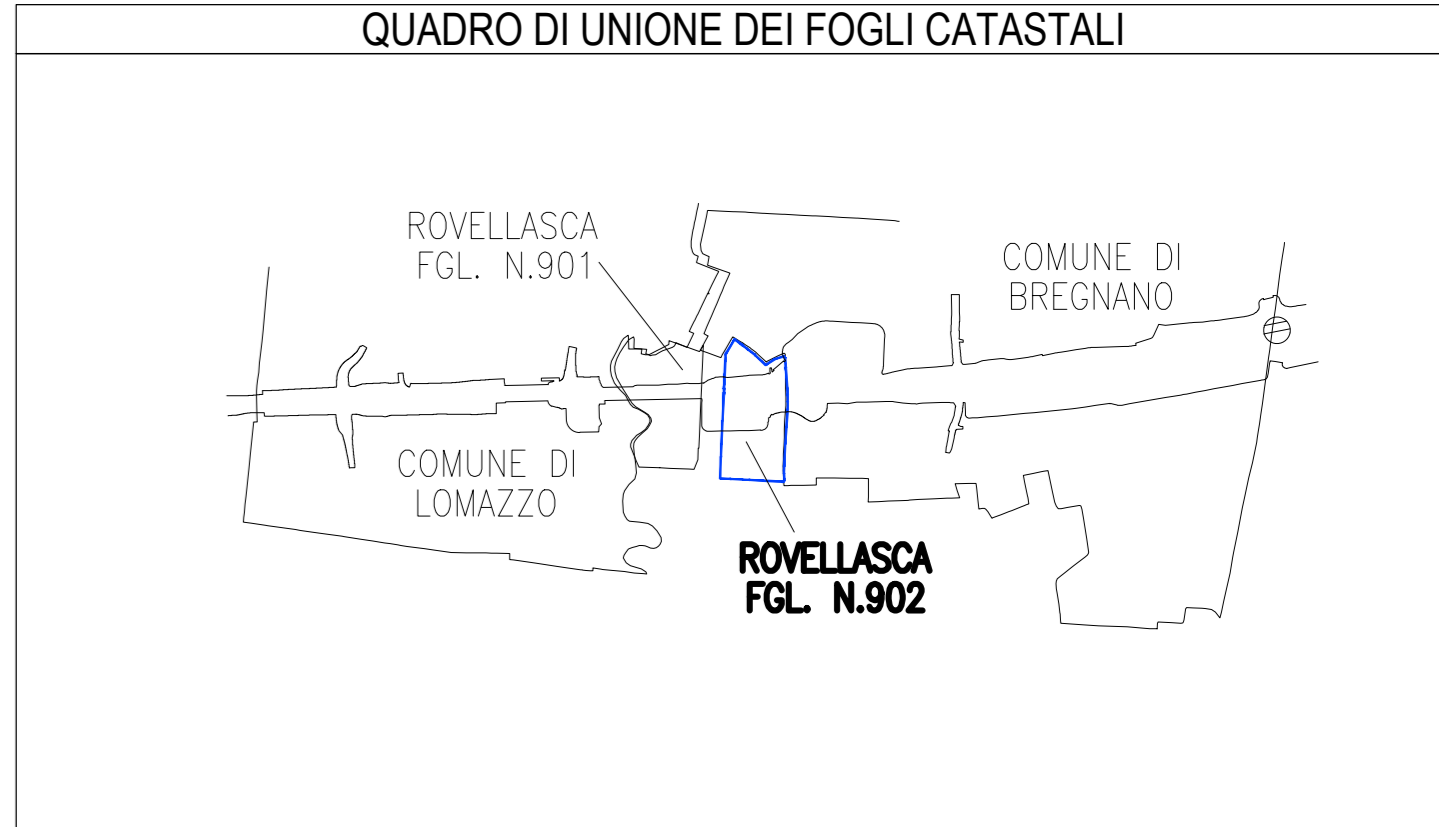 QUADRO DI UNIONE DEI FOGLI CATASTALI
ROVELLASCA
FGL. N.901
COMUNE DI
BREGNANO
COMUNE DI
LOMAZZO
ROVELLASCA
FGL. N.902